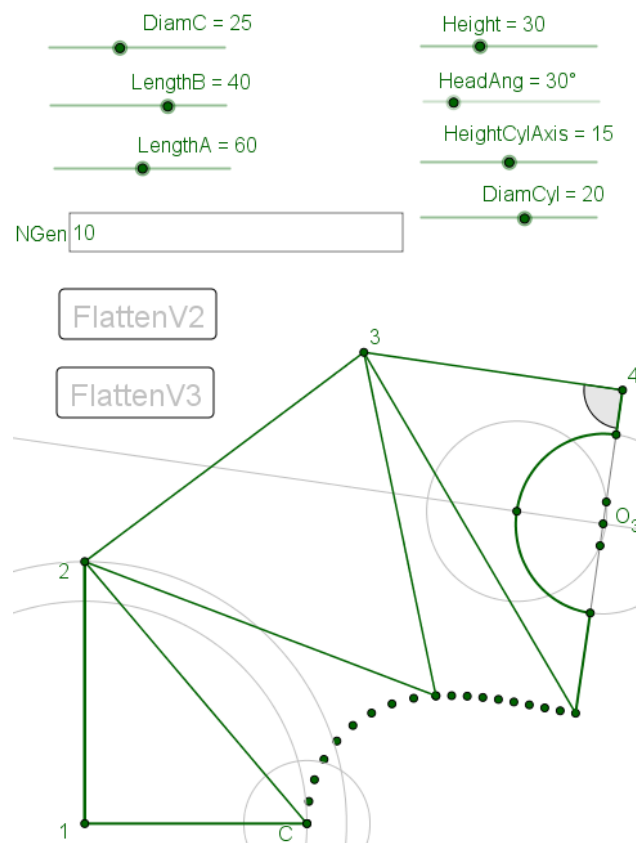 DiamC = 25
Height = 30
LengthB = 40
HeadAng = 30°
LengthA = 60
HeightCylAxis = 15
DiamCyl = 20
NGen 10
FlattenV2
FlattenV3
3
4
O₃
2
1
C